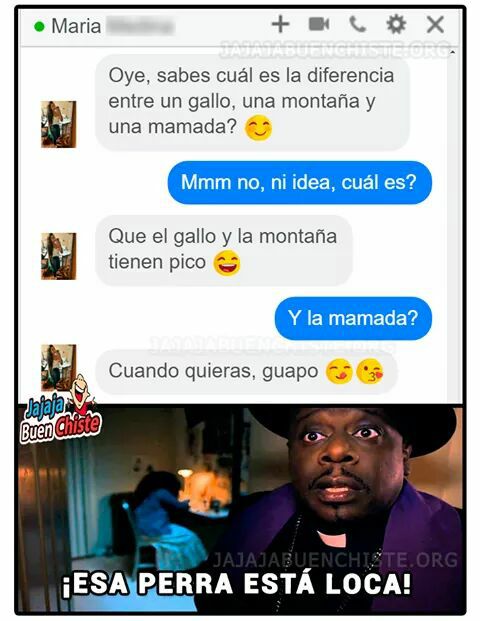 Maria
JAJAJABUENCHISTE.ORG
Oye, sabes cuál es la diferencia
entre un gallo, una montaña y
una mamada? 😊
Mmm no, ni idea, cuál es?
Que el gallo y la montaña
tienen pico 😄
Y la mamada?
JAJAJABUENCHISTE.ORG
Cuando quieras, guapo 😋😘
Jajaja
Buen Chiste
JAJAJABUENCHISTE.ORG
¡ESA PERRA ESTÁ LOCA!